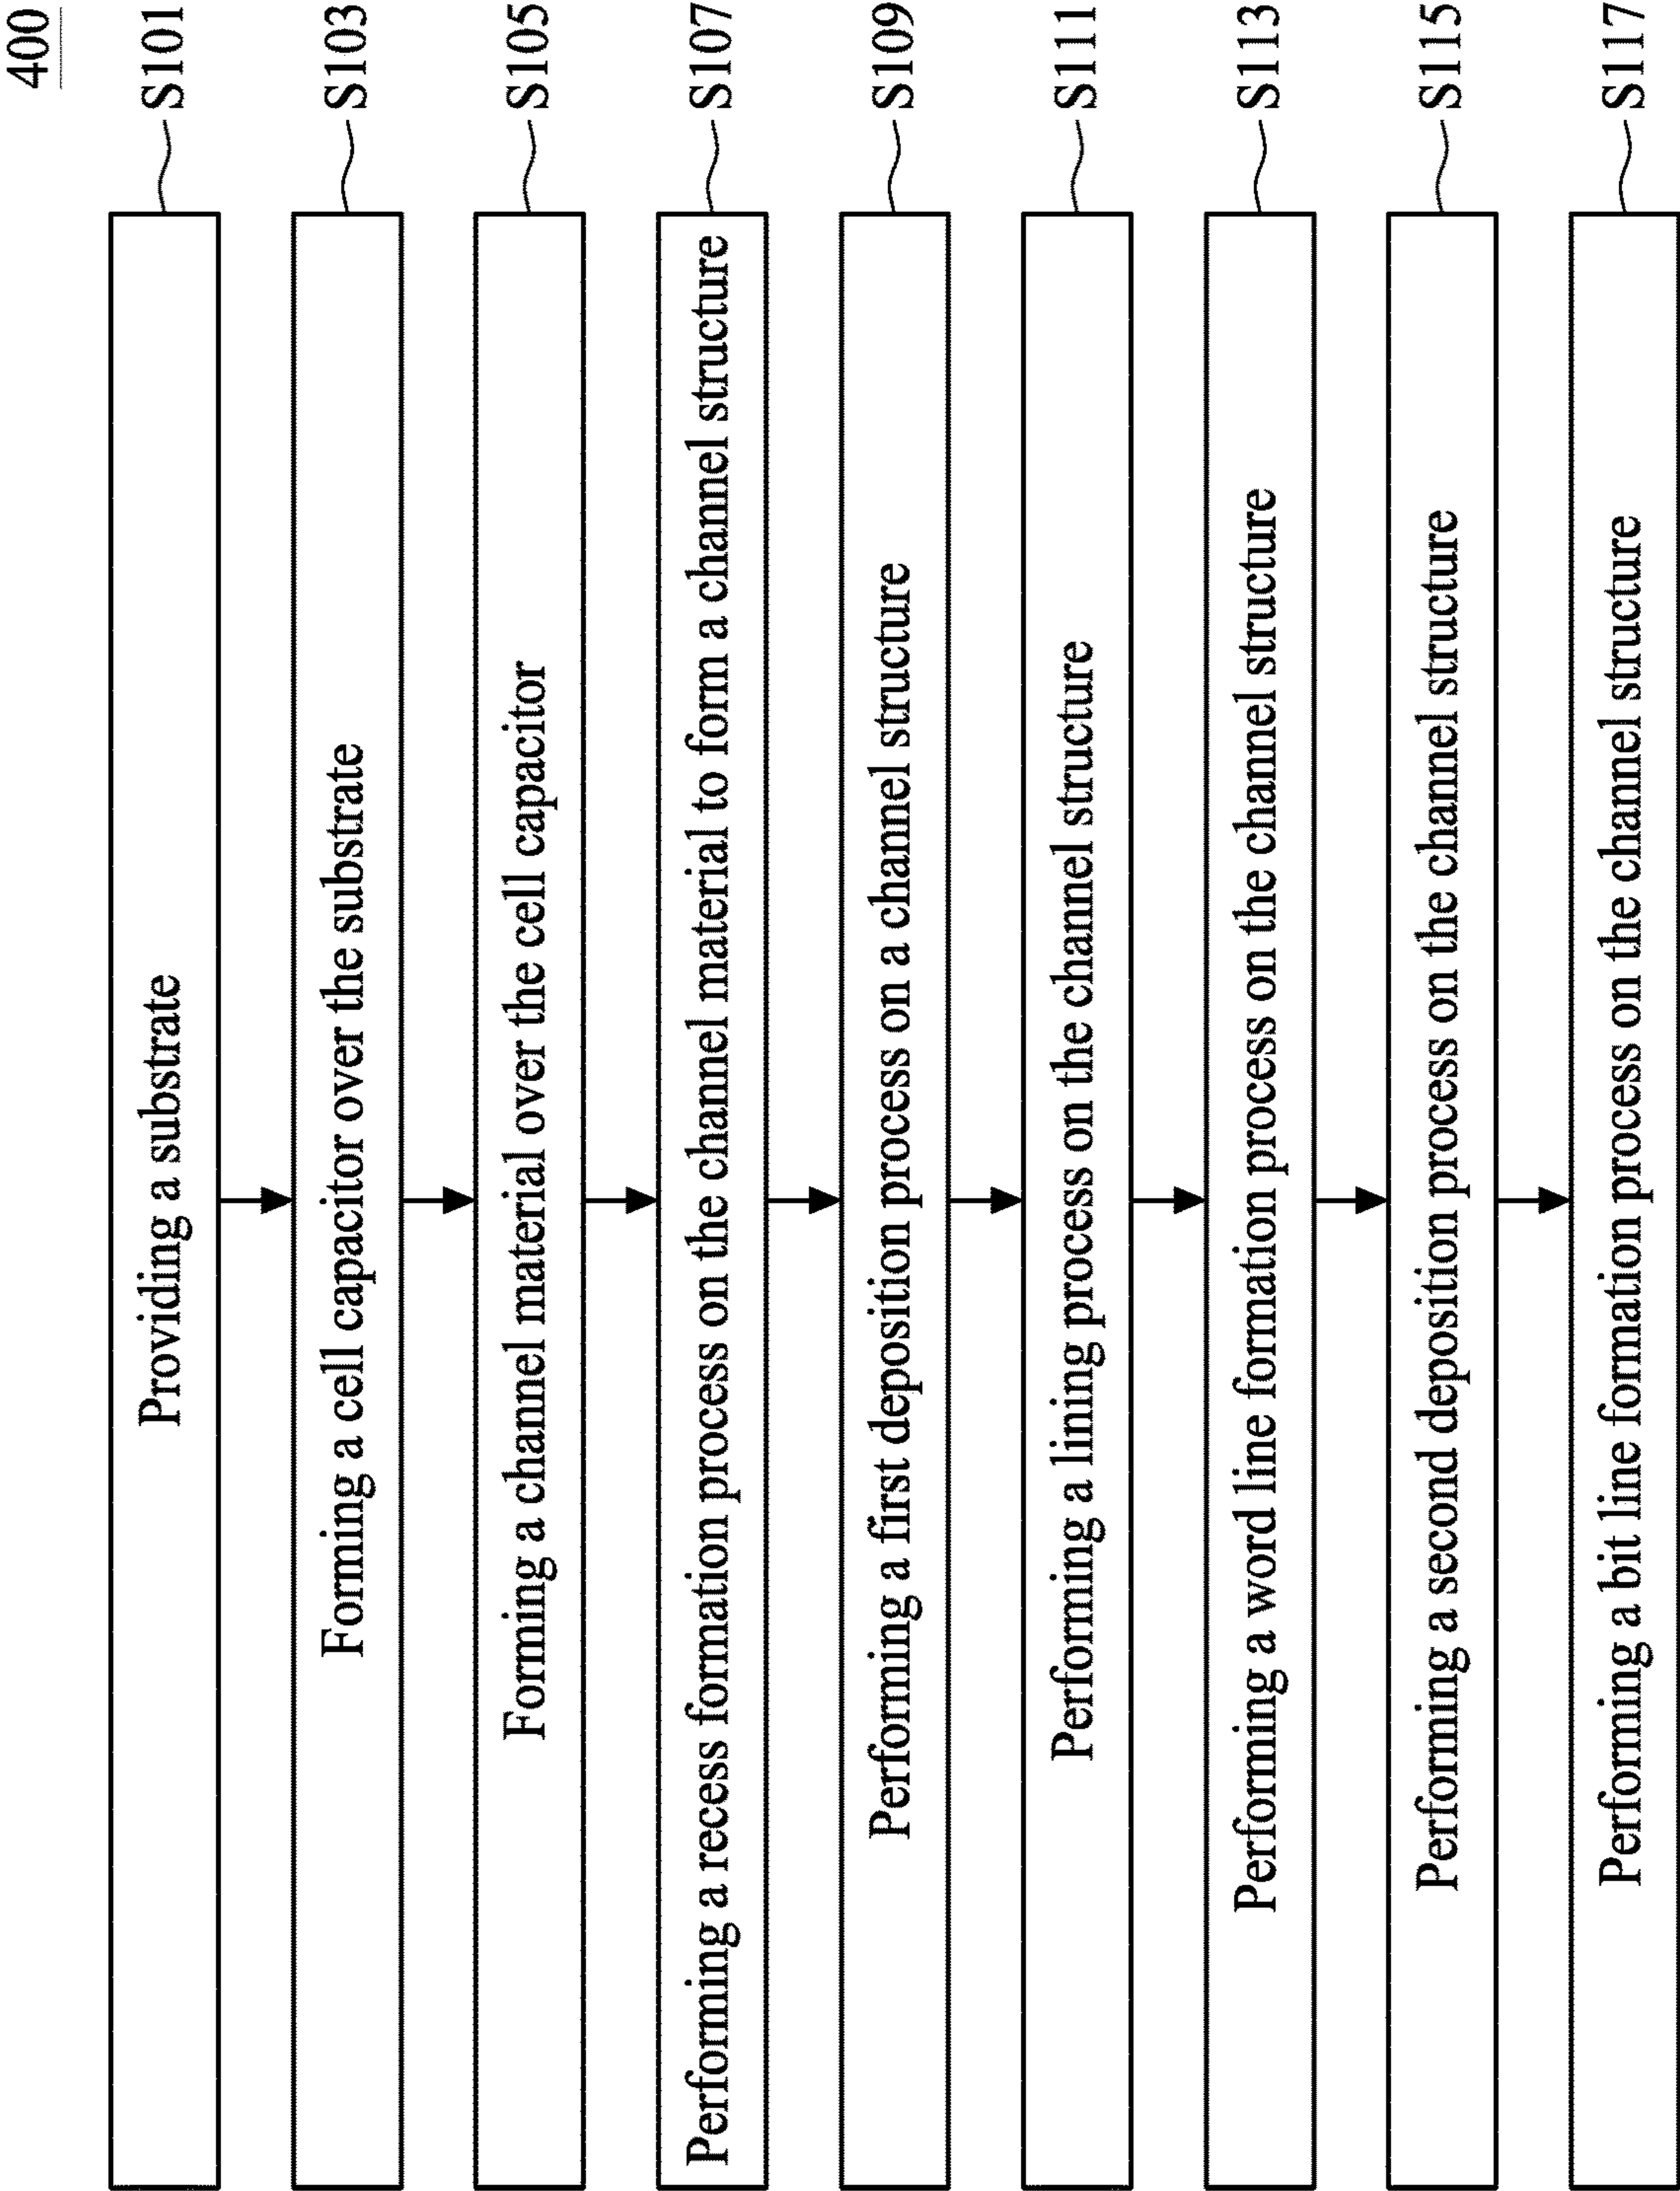 400
Providing a substrate
S101
Forming a cell capacitor over the substrate
S103
Forming a channel material over the cell capacitor
S105
Performing a recess formation process on the channel material to form a channel structure
S107
Performing a first deposition process on a channel structure
S109
Performing a lining process on the channel structure
S111
Performing a word line formation process on the channel structure
S113
Performing a second deposition process on the channel structure
S115
Performing a bit line formation process on the channel structure
S117